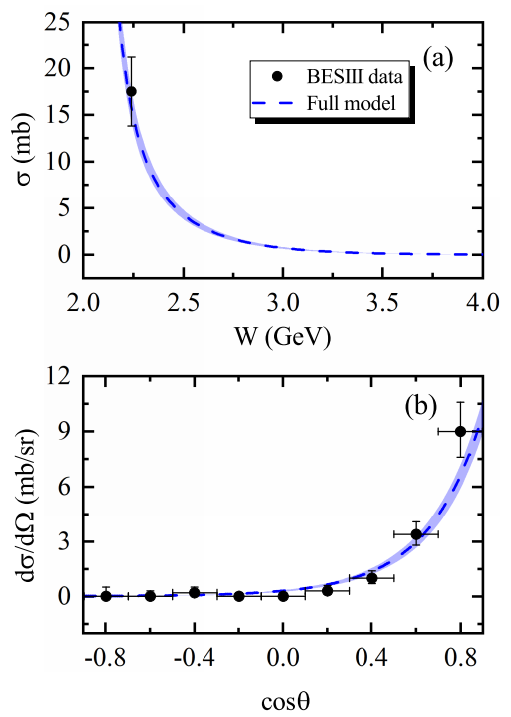 25
(a)
BESIII data
20
Full model
15
σ (mb)
10
5
0
2.0 2.5 3.0 3.5 4.0
W (GeV)
12
(b)
9
dσ/dΩ (mb/sr)
6
3
0
-0.8 -0.4 0.0 0.4 0.8
cosθ